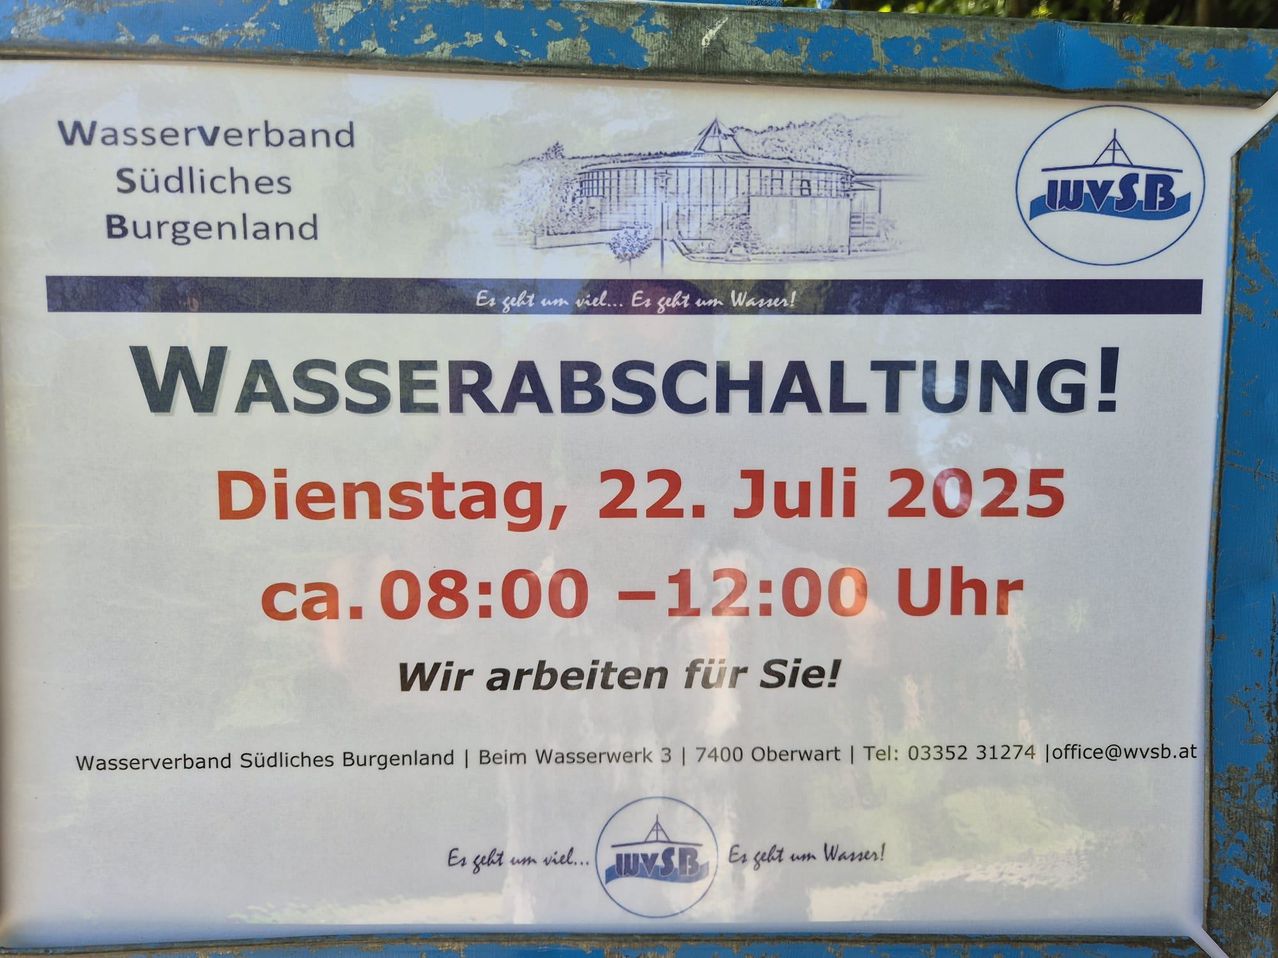 WasserVerband
Südliches
Burgenland
WVSB
Es geht um viel... Es geht um Wasser!
WASSERABSCHALTUNG!
Dienstag, 22. Juli 2025
ca. 08:00 –12:00 Uhr
Wir arbeiten für Sie!
Wasserverband Südliches Burgenland | Beim Wasserwerk 3 | 7400 Oberwart | Tel: 03352 31274 |office@wvsb.at
Es geht um viel... WVSB Es geht um Wasser!